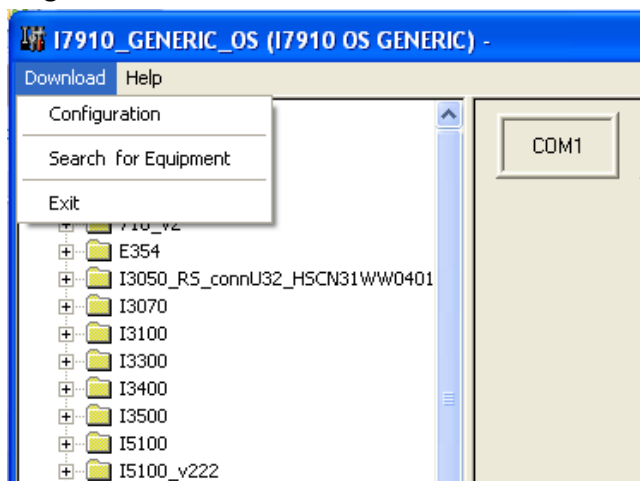 I7910_GENERIC_OS (I7910 OS GENERIC) -
Download Help
Configuration
COM1
Search for Equipment
Exit
710_v2
E354
I3050_RS_connU32_HSCN31WW0401
I3070
I3100
I3300
I3400
I3500
I5100
I5100_v222